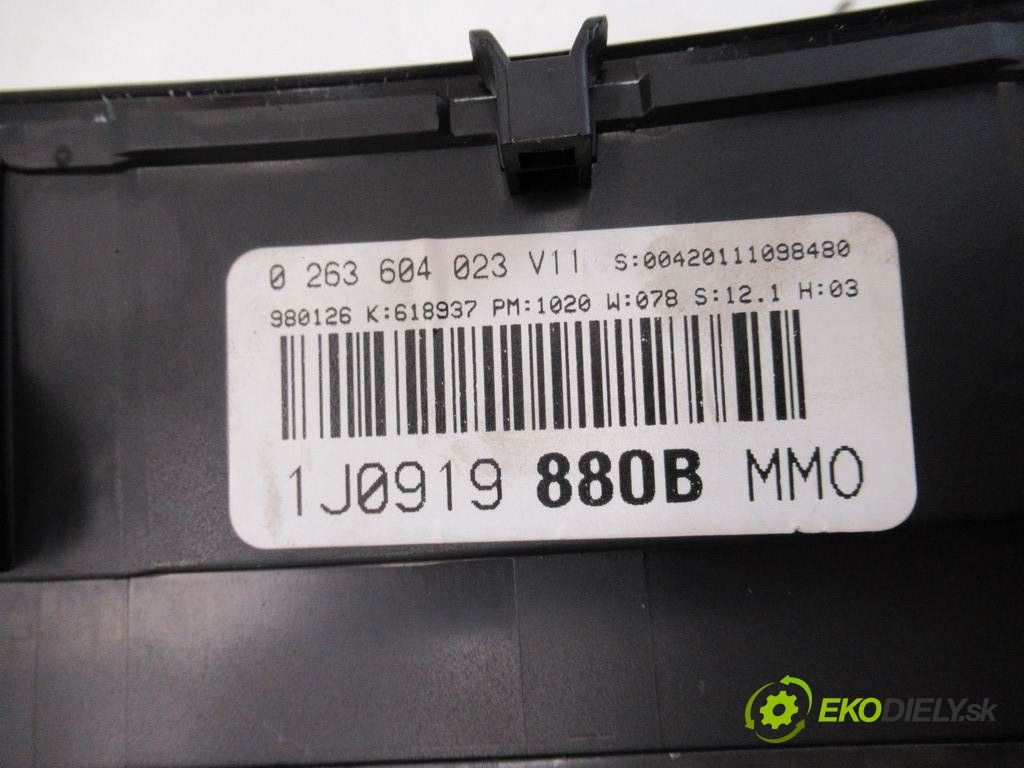 0 263 604 023 V11 S:00420111098480
980126 K:618937 PM:1020 W:078 S:12.1 H:03
1J0919 880B MM0
EKODIELY.sk